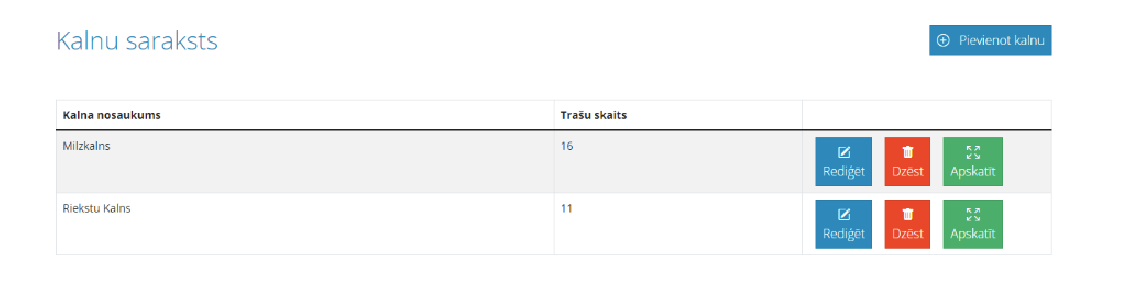 Kalnu saraksts
Pievienot kalnu
Kalna nosaukums Trašu skaits
Milzkalns 16
Rediģēt Dzēst Apskatīt
Riekstu Kalns 11
Rediģēt Dzēst Apskatīt